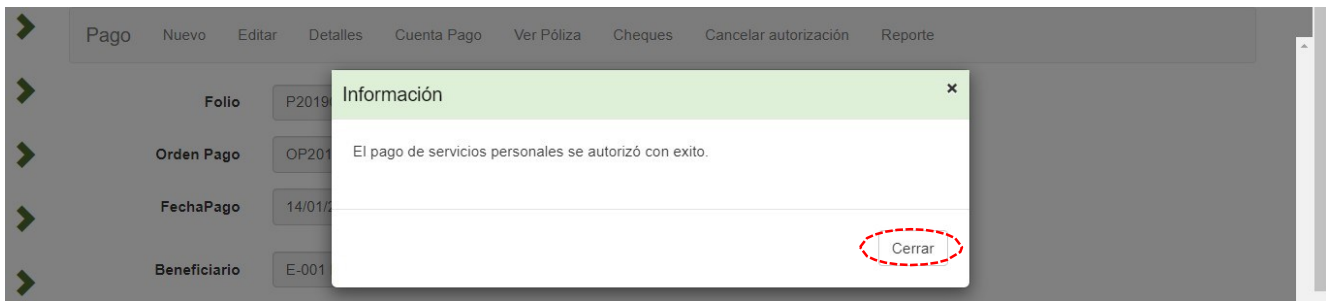 Pago Nuevo Editar Detalles Cuenta Pago Ver Póliza Cheques Cancelar autorización Reporte
Información ×
Folio P2019
Orden Pago OP201 El pago de servicios personales se autorizó con exito.
FechaPago 14/01/2
Cerrar
Beneficiario E-001